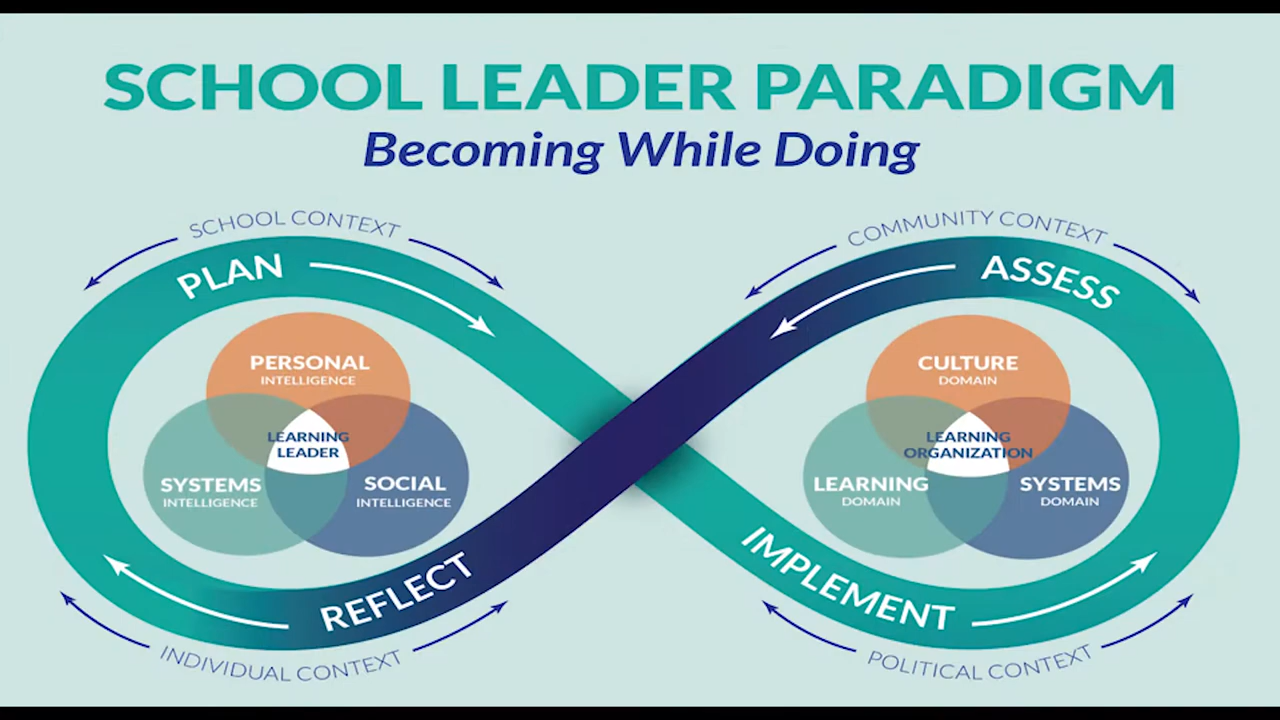 SCHOOL LEADER PARADIGM
Becoming While Doing
SCHOOL CONTEXT
PLAN
PERSONAL
INTELLIGENCE
LEARNING
LEADER
SYSTEMS
INTELLIGENCE
SOCIAL
INTELLIGENCE
REFLECT
INDIVIDUAL CONTEXT
COMMUNITY CONTEXT
ASSESS
CULTURE
DOMAIN
LEARNING
ORGANIZATION
LEARNING
DOMAIN
SYSTEMS
DOMAIN
IMPLEMENT
POLITICAL CONTEXT